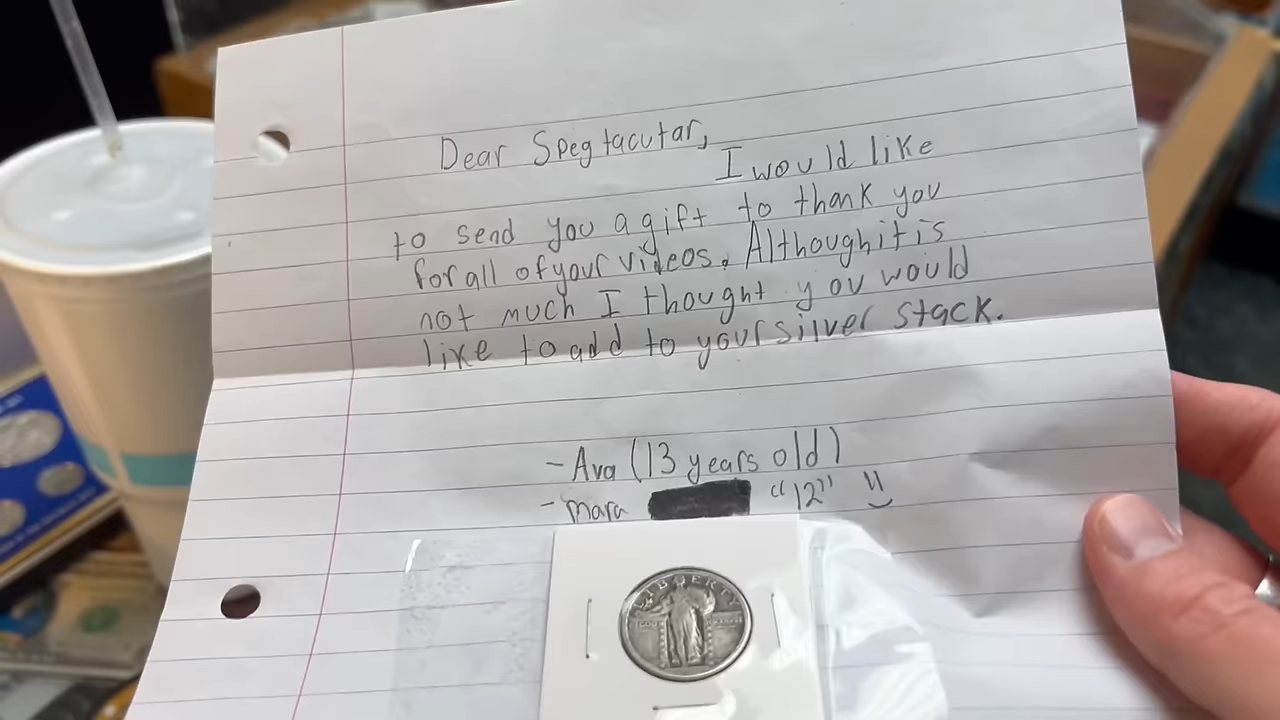 Dear Spegtacular,
I would like
to send you a gift to thank you
for all of your videos. Although it is
not much I thought you would
like to add to your silver stack.
- Ava (13 years old)
- Mara "12"
LIBERTY